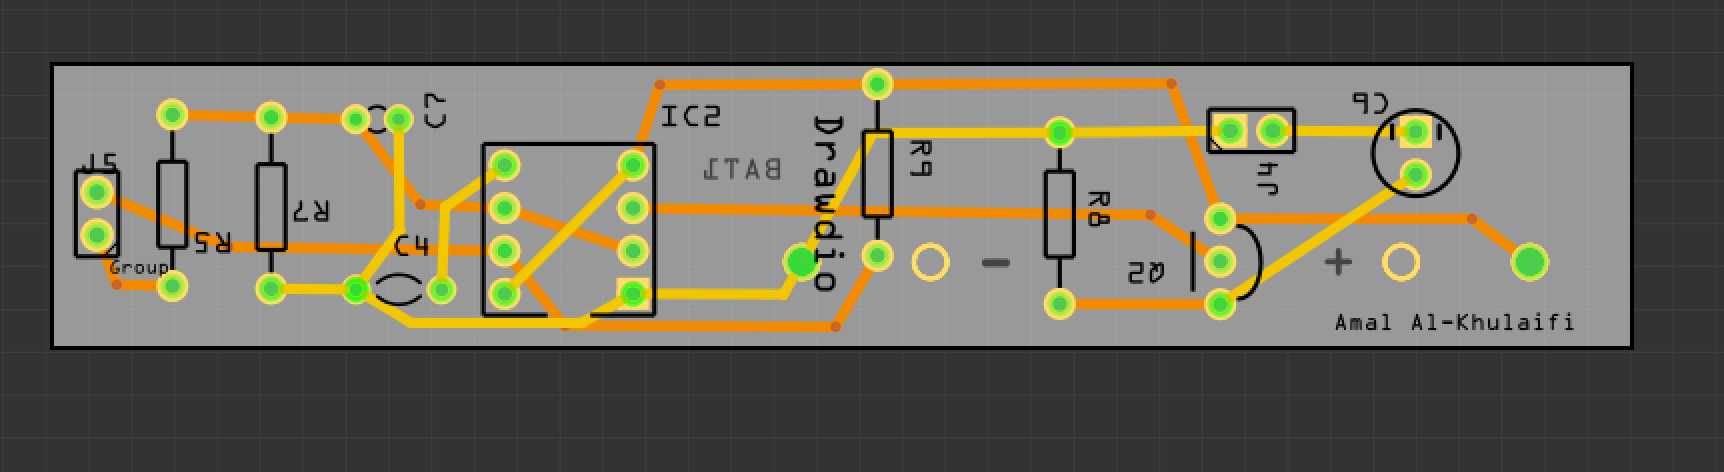 C7
IC2
J5
BAT1
Drawdio
R9
C6
J4
R7
R5
C4
R8
Group
Q2
-
+
Amal Al-Khulaifi